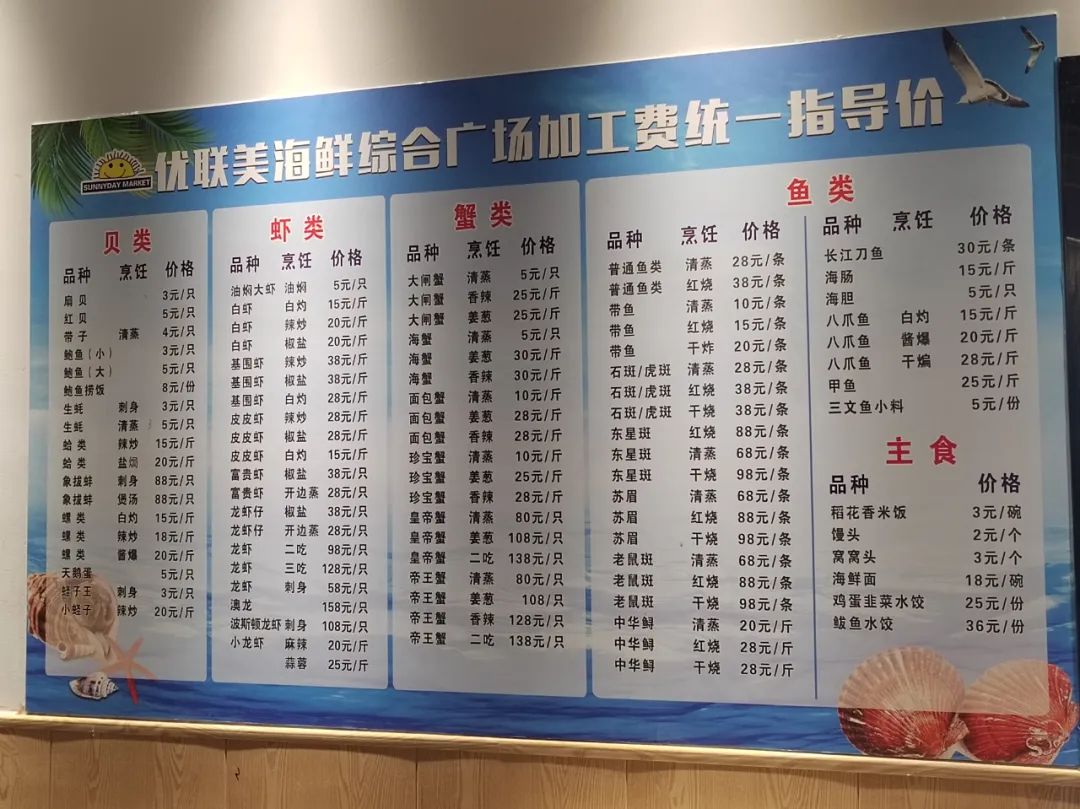 SUNNYDAY MARKET
优联美海鲜综合广场加工费统一指导价
贝类
品种 烹饪 价格
扇贝 3元/只
红贝 5元/只
带子 清蒸 4元/只
鲍鱼(小) 3元/只
鲍鱼(大) 5元/只
鲍鱼捞饭 8元/份
生蚝 刺身 3元/只
生蚝 清蒸 5元/只
蛤类 辣炒 15元/斤
蛤类 盐焗 20元/斤
象拔蚌 刺身 88元/只
象拔蚌 煲汤 88元/只
螺类 白灼 15元/斤
螺类 辣炒 18元/斤
螺类 酱爆 20元/斤
天鹅蛋 5元/只
蛏子王 刺身 3元/只
小蛏子 辣炒 20元/斤
虾类
品种 烹饪 价格
油焖大虾 油焖 5元/只
白虾 白灼 15元/斤
白虾 辣炒 20元/斤
白虾 椒盐 20元/斤
基围虾 辣炒 38元/斤
基围虾 椒盐 38元/斤
基围虾 白灼 28元/斤
皮皮虾 辣炒 28元/斤
皮皮虾 椒盐 28元/斤
皮皮虾 白灼 15元/斤
富贵虾 椒盐 38元/只
富贵虾 开边蒸 28元/只
龙虾仔 椒盐 38元/只
龙虾仔 开边蒸 28元/只
龙虾 二吃 98元/只
龙虾 三吃 128元/只
龙虾 刺身 58元/只
澳龙 158元/只
波斯顿龙虾 刺身 108元/只
小龙虾 麻辣 20元/斤
蒜蓉 25元/斤
蟹类
品种 烹饪 价格
大闸蟹 清蒸 5元/只
大闸蟹 香辣 25元/斤
大闸蟹 姜葱 25元/斤
海蟹 清蒸 5元/只
海蟹 姜葱 30元/斤
海蟹 香辣 30元/斤
面包蟹 清蒸 10元/斤
面包蟹 姜葱 28元/斤
面包蟹 香辣 28元/斤
珍宝蟹 清蒸 10元/斤
珍宝蟹 姜葱 25元/斤
珍宝蟹 香辣 28元/斤
皇帝蟹 清蒸 80元/只
皇帝蟹 姜葱 108元/只
皇帝蟹 二吃 138元/只
帝王蟹 清蒸 80元/只
帝王蟹 姜葱 108/只
帝王蟹 香辣 128元/只
帝王蟹 二吃 138元/只
鱼类
品种 烹饪 价格
普通鱼类 清蒸 28元/条
普通鱼类 红烧 38元/条
带鱼 清蒸 10元/条
带鱼 红烧 15元/条
带鱼 干炸 20元/条
石斑/虎斑 清蒸 28元/条
石斑/虎斑 红烧 38元/条
石斑/虎斑 干烧 38元/条
东星斑 红烧 88元/条
东星斑 清蒸 68元/条
东星斑 干烧 98元/条
苏眉 清蒸 68元/条
苏眉 红烧 88元/条
苏眉 干烧 98元/条
老鼠斑 清蒸 68元/条
老鼠斑 红烧 88元/条
老鼠斑 干烧 98元/条
中华鲟 清蒸 20元/斤
中华鲟 红烧 28元/斤
中华鲟 干烧 28元/斤
品种 烹饪 价格
长江刀鱼 30元/条
海肠 15元/斤
海胆 5元/只
八爪鱼 白灼 15元/斤
八爪鱼 酱爆 20元/斤
八爪鱼 干煸 28元/斤
甲鱼 25元/斤
三文鱼小料 5元/份
主食
品种 价格
稻花香米饭 3元/碗
馒头 2元/个
窝窝头 3元/个
海鲜面 18元/碗
鸡蛋韭菜水饺 25元/份
鲅鱼水饺 36元/份